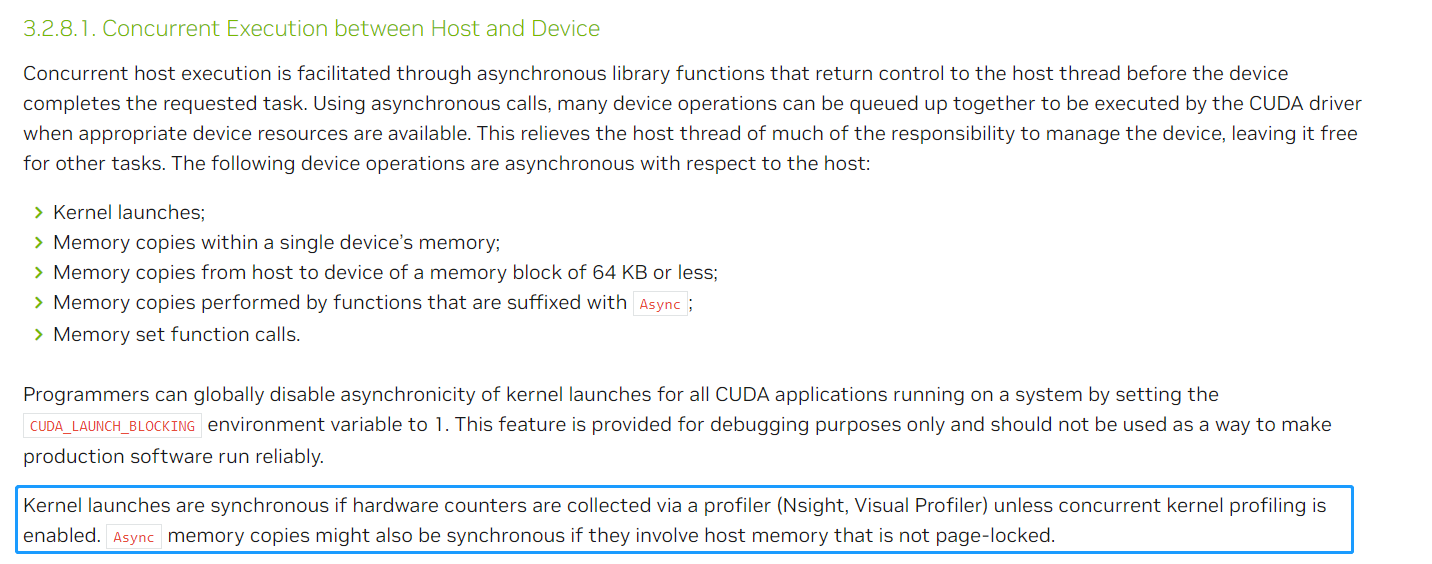 3.2.8.1. Concurrent Execution between Host and Device
Concurrent host execution is facilitated through asynchronous library functions that return control to the host thread before the device
completes the requested task. Using asynchronous calls, many device operations can be queued up together to be executed by the CUDA driver
when appropriate device resources are available. This relieves the host thread of much of the responsibility to manage the device, leaving it free
for other tasks. The following device operations are asynchronous with respect to the host:
Kernel launches;
Memory copies within a single device’s memory;
Memory copies from host to device of a memory block of 64 KB or less;
Memory copies performed by functions that are suffixed with Async;
Memory set function calls.
Programmers can globally disable asynchronicity of kernel launches for all CUDA applications running on a system by setting the
CUDA_LAUNCH_BLOCKING environment variable to 1. This feature is provided for debugging purposes only and should not be used as a way to make
production software run reliably.
Kernel launches are synchronous if hardware counters are collected via a profiler (Nsight, Visual Profiler) unless concurrent kernel profiling is
enabled. Async memory copies might also be synchronous if they involve host memory that is not page-locked.